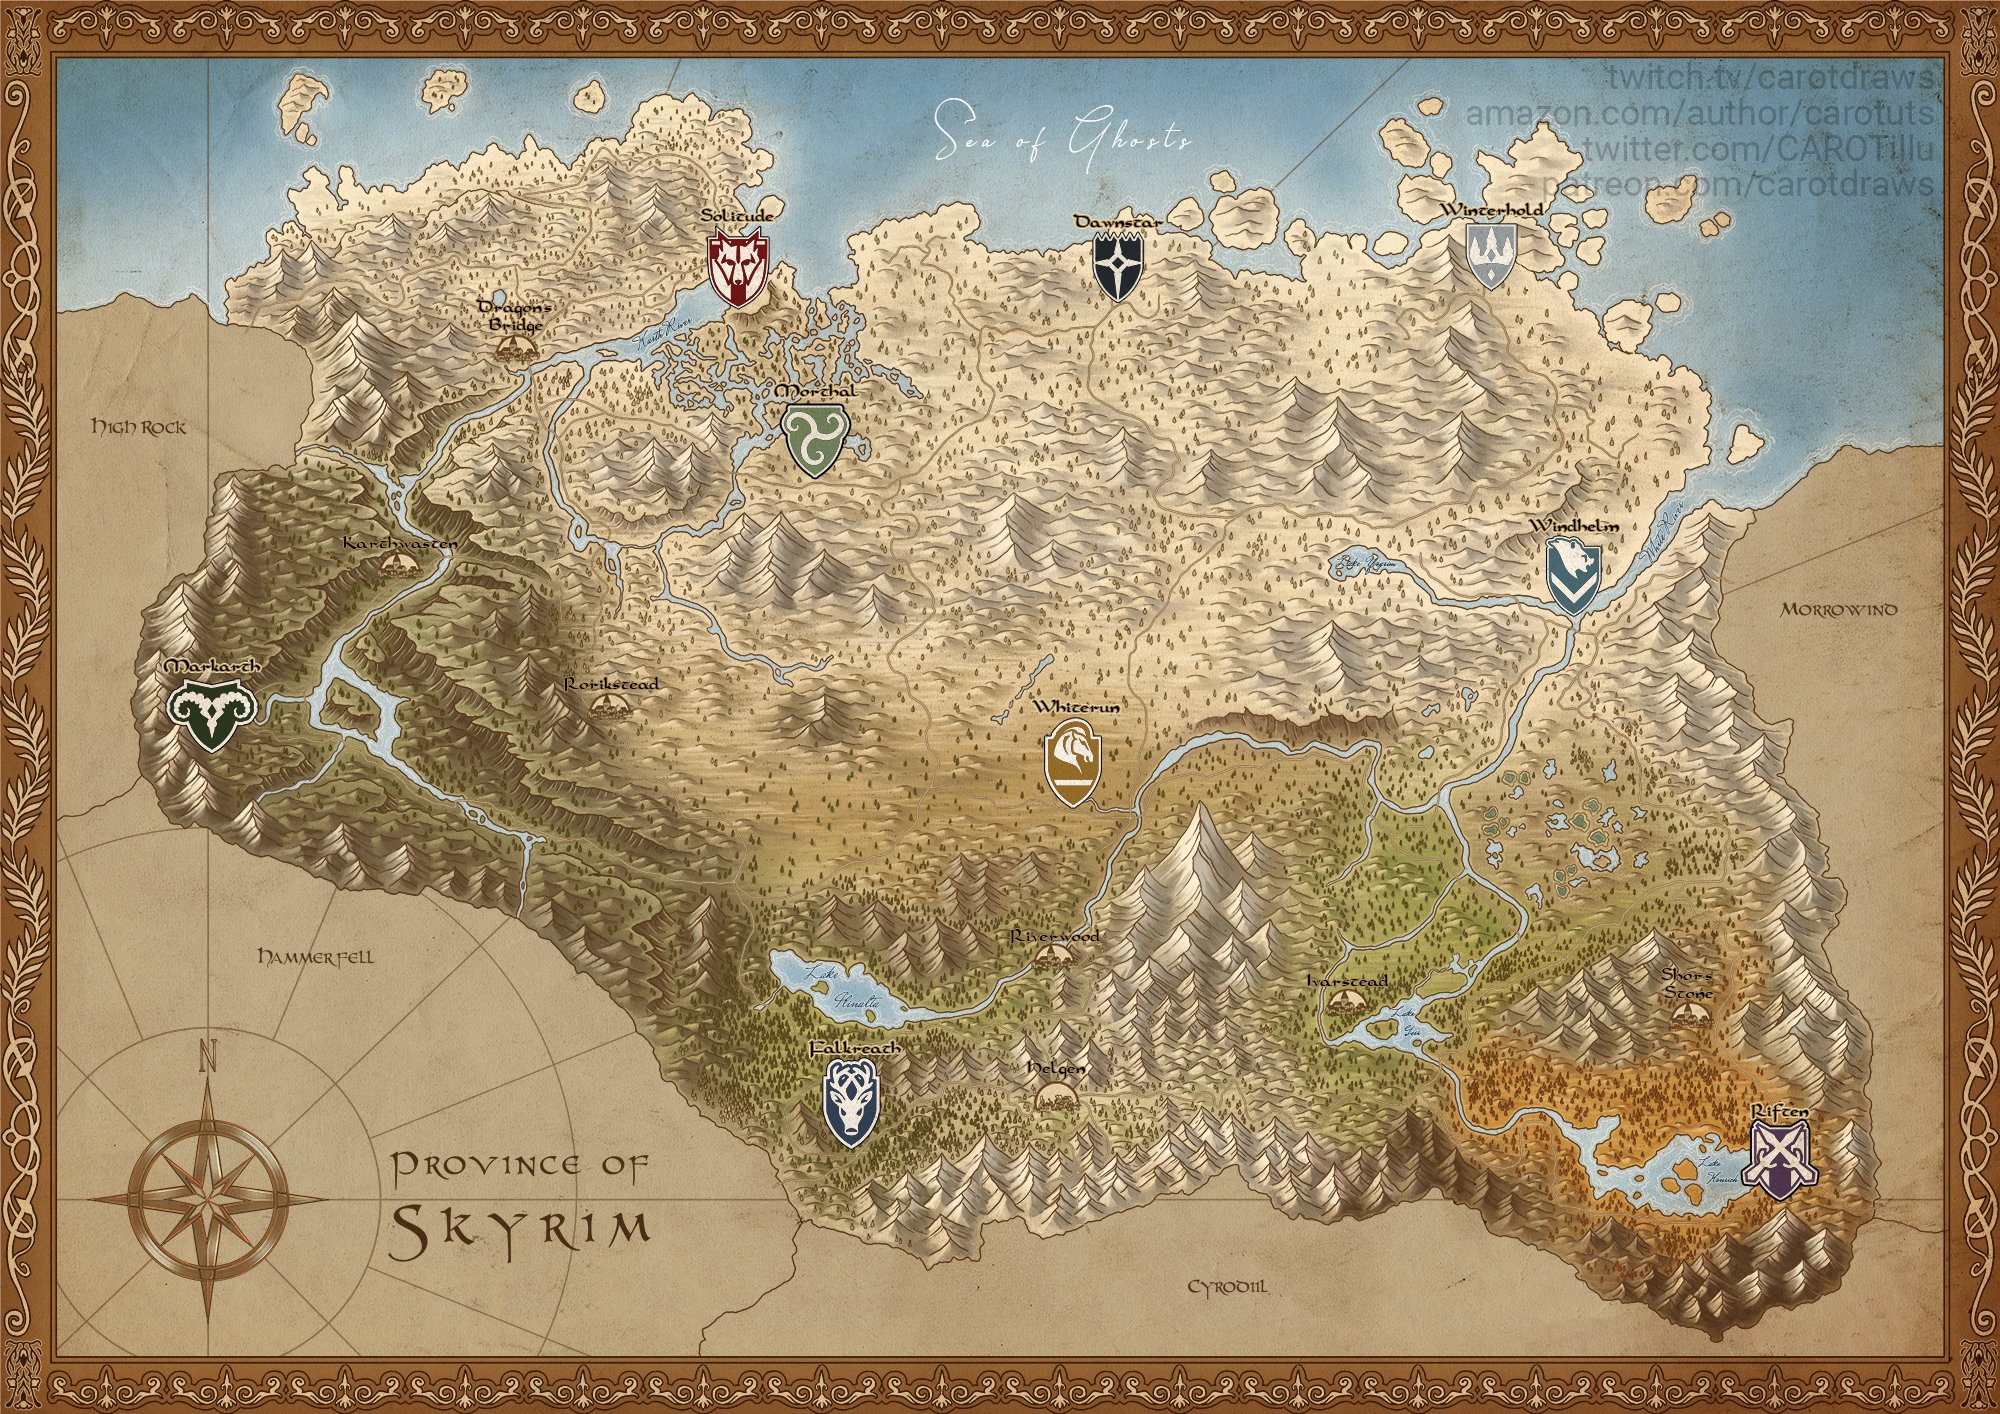 twitch.tv/carotdraws
amazon.com/author/carotuts
twitter.com/CAROTillu
patreon.com/carotdraws
Sea of Ghosts
Solitude
Dawnstar
Winterhold
Dragons
Bridge
Karth River
Morthal
High Rock
Windhelm
White River
Karthwasten
Lake Yorgrim
Morrowind
Markarth
Rorikstead
Whiterun
Riverwood
Hammerfell
Lake
Ilinalta
Ivarstead
Shors
Stone
Lake
Geir
N
Falkreath
Helgen
Riften
Province of
Skyrim
Lake
Honrich
Cyrodiil